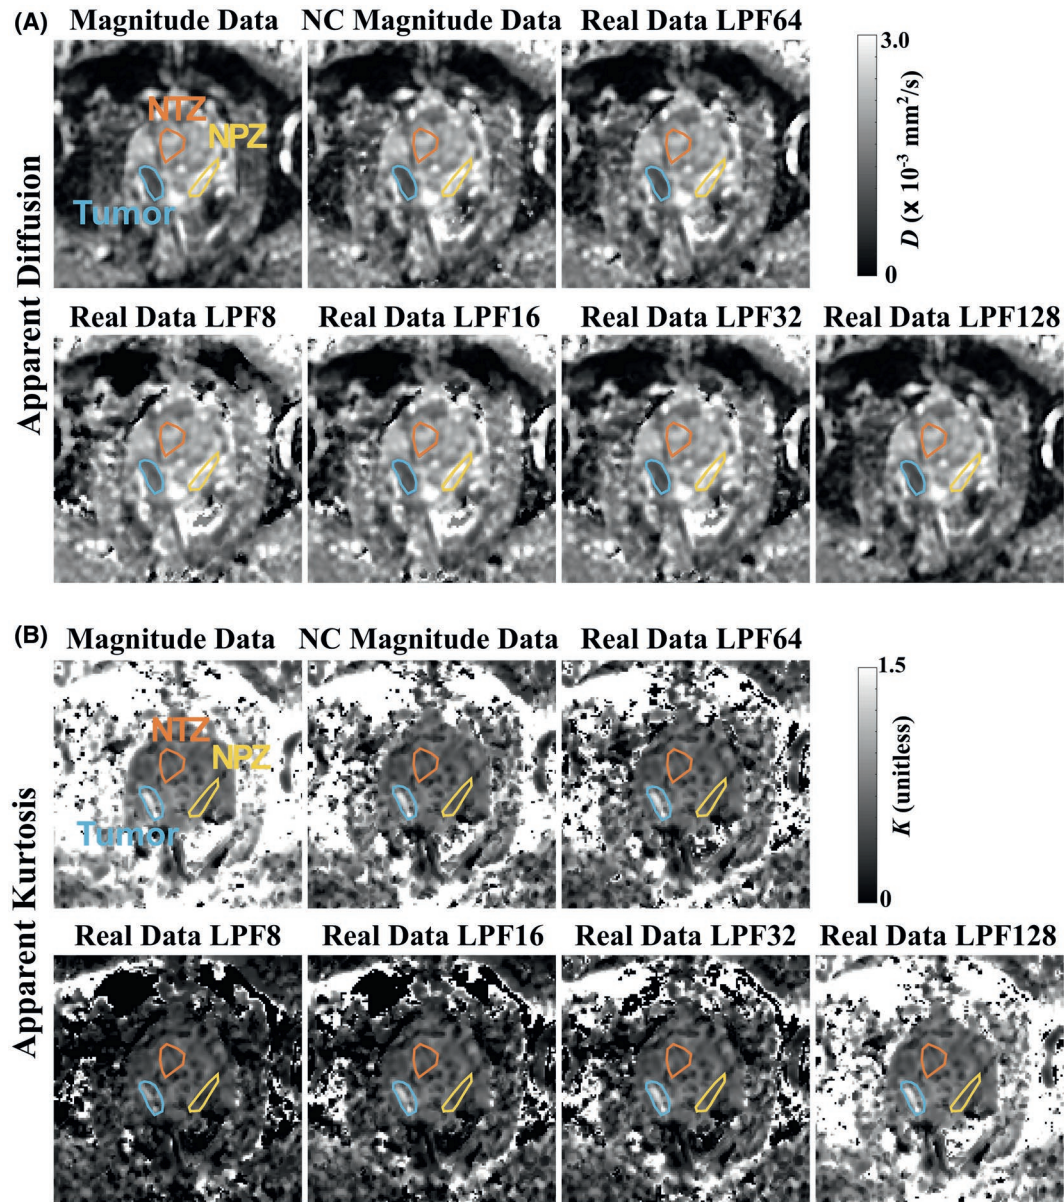 (A)
Magnitude Data
NC Magnitude Data
Real Data LPF64
3.0
D (x 10⁻³ mm²/s)
0
NTZ
NPZ
Tumor
Apparent Diffusion
Real Data LPF8
Real Data LPF16
Real Data LPF32
Real Data LPF128
(B)
Magnitude Data
NC Magnitude Data
Real Data LPF64
1.5
K (unitless)
0
NTZ
NPZ
Tumor
Apparent Kurtosis
Real Data LPF8
Real Data LPF16
Real Data LPF32
Real Data LPF128